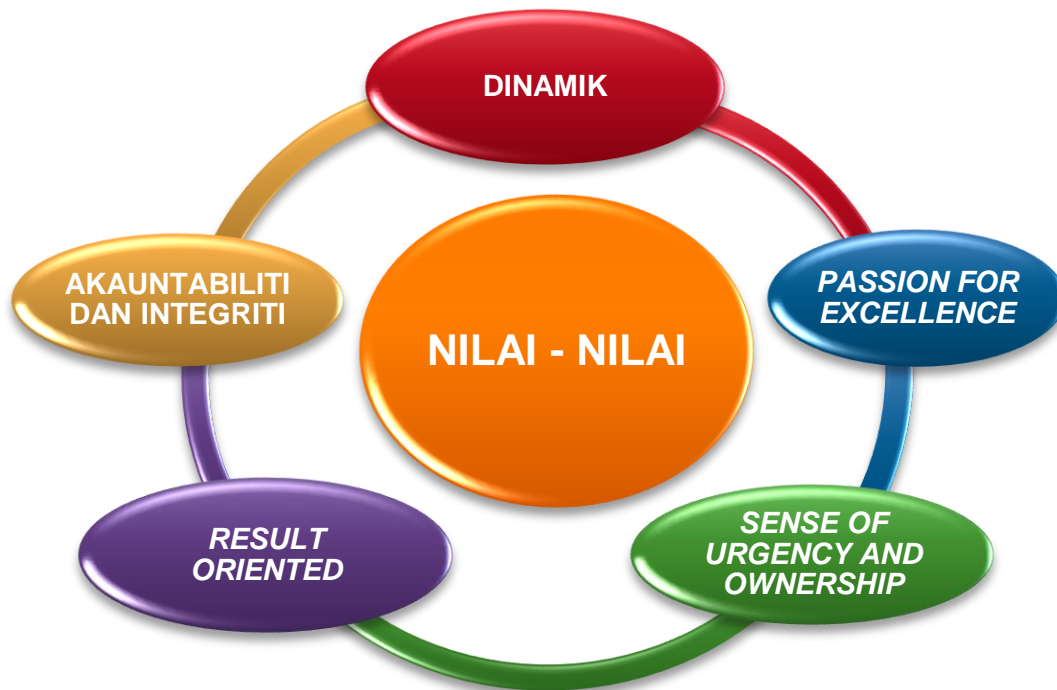 DINAMIK
PASSION FOR
EXCELLENCE
SENSE OF
URGENCY AND
OWNERSHIP
RESULT
ORIENTED
AKAUNTABILITI
DAN INTEGRITI
NILAI - NILAI